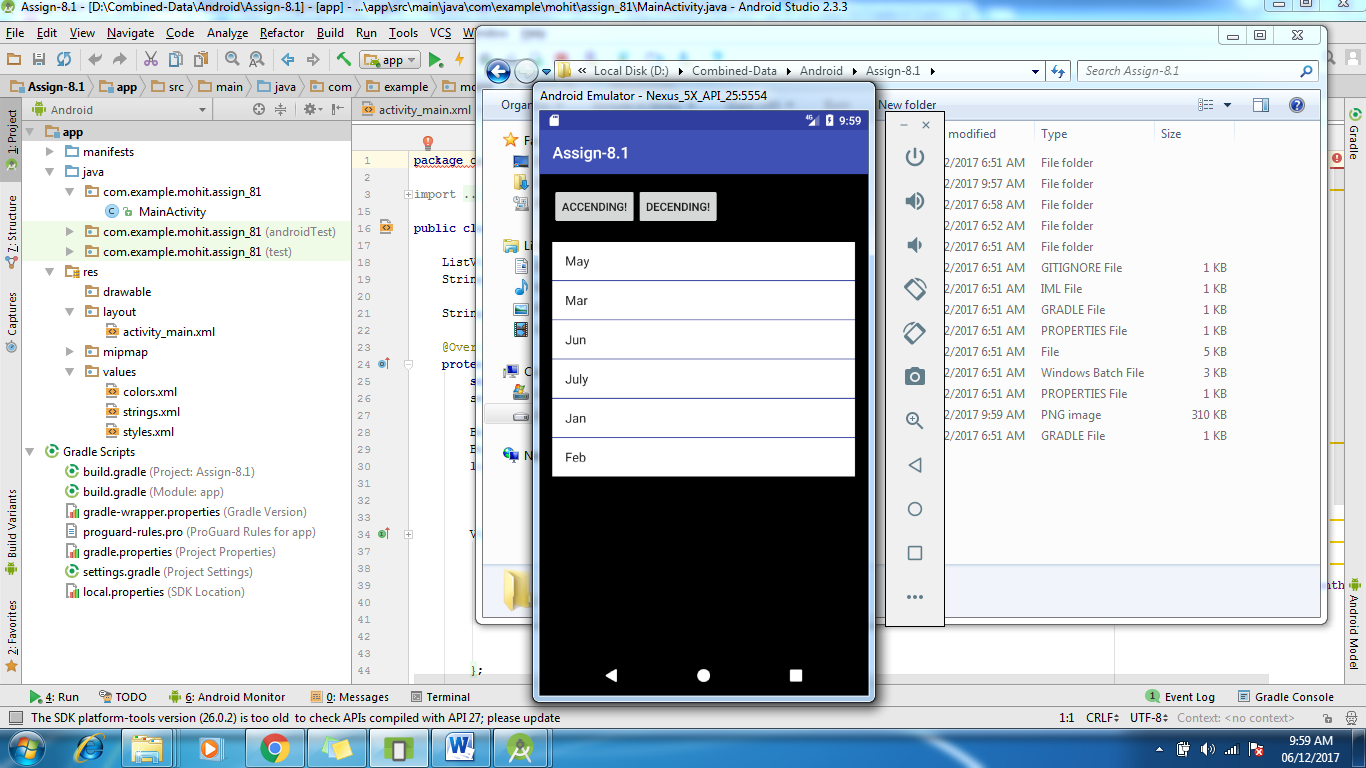 Assign-8.1 - [D:\Combined-Data\Android\Assign-8.1] - [app] - ...\app\src\main\java\com\example\mohit\assign_81\MainActivity.java - Android Studio 2.3.3
File Edit View Navigate Code Analyze Refactor Build Run Tools VCS
app
Assign-8.1 app src main java com example
Local Disk (D:) Combined-Data Android Assign-8.1
Search Assign-8.1
Android
activity_main.xml
Organ
New folder
1: Project
7: Structure
Captures
Build Variants
2: Favorites
app
manifests
java
com.example.mohit.assign_81
MainActivity
com.example.mohit.assign_81 (androidTest)
com.example.mohit.assign_81 (test)
res
drawable
layout
activity_main.xml
mipmap
values
colors.xml
strings.xml
styles.xml
Gradle Scripts
build.gradle (Project: Assign-8.1)
build.gradle (Module: app)
gradle-wrapper.properties (Gradle Version)
proguard-rules.pro (ProGuard Rules for app)
gradle.properties (Project Properties)
settings.gradle (Project Settings)
local.properties (SDK Location)
1 package
2
3 import ..
15
16 public cl
17
18 ListV
19 Strin
20
21 Strin
22
23 @Over
24 prote
25 s
26 s
27
28 B
29 B
30 l
31
32
33
34 V
37
38
39
40
41
42
43
44 };
Android Emulator - Nexus_5X_API_25:5554
4G 9:59
Assign-8.1
ACCENDING! DECENDING!
May
Mar
Jun
July
Jan
Feb
modified Type Size
2/2017 6:51 AM File folder
2/2017 9:57 AM File folder
2/2017 6:58 AM File folder
2/2017 6:52 AM File folder
2/2017 6:51 AM File folder
2/2017 6:51 AM GITIGNORE File 1 KB
2/2017 6:51 AM IML File 1 KB
2/2017 6:51 AM GRADLE File 1 KB
2/2017 6:51 AM PROPERTIES File 1 KB
2/2017 6:51 AM File 5 KB
2/2017 6:51 AM Windows Batch File 3 KB
2/2017 6:51 AM PROPERTIES File 1 KB
2/2017 9:59 AM PNG image 310 KB
2/2017 6:51 AM GRADLE File 1 KB
Gradle
Android Model
4: Run TODO 6: Android Monitor 0: Messages Terminal
1 Event Log Gradle Console
The SDK platform-tools version (26.0.2) is too old to check APIs compiled with API 27; please update
1:1 CRLF UTF-8 Context: <no context>
9:59 AM
06/12/2017